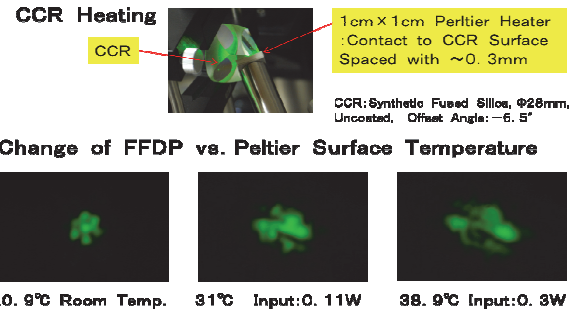 CCR Heating
CCR
1cm×1cm Perltier Heater
:Contact to CCR Surface
Spaced with ～0. 3mm
CCR:Synthetic Fused Silica, Φ28mm,
Uncoated, Offset Angle:－6. 5″
Change of FFDP vs. Peltier Surface Temperature
0. 9℃ Room Temp.
31℃ Input:0. 11W
38. 9℃ Input:0. 3W